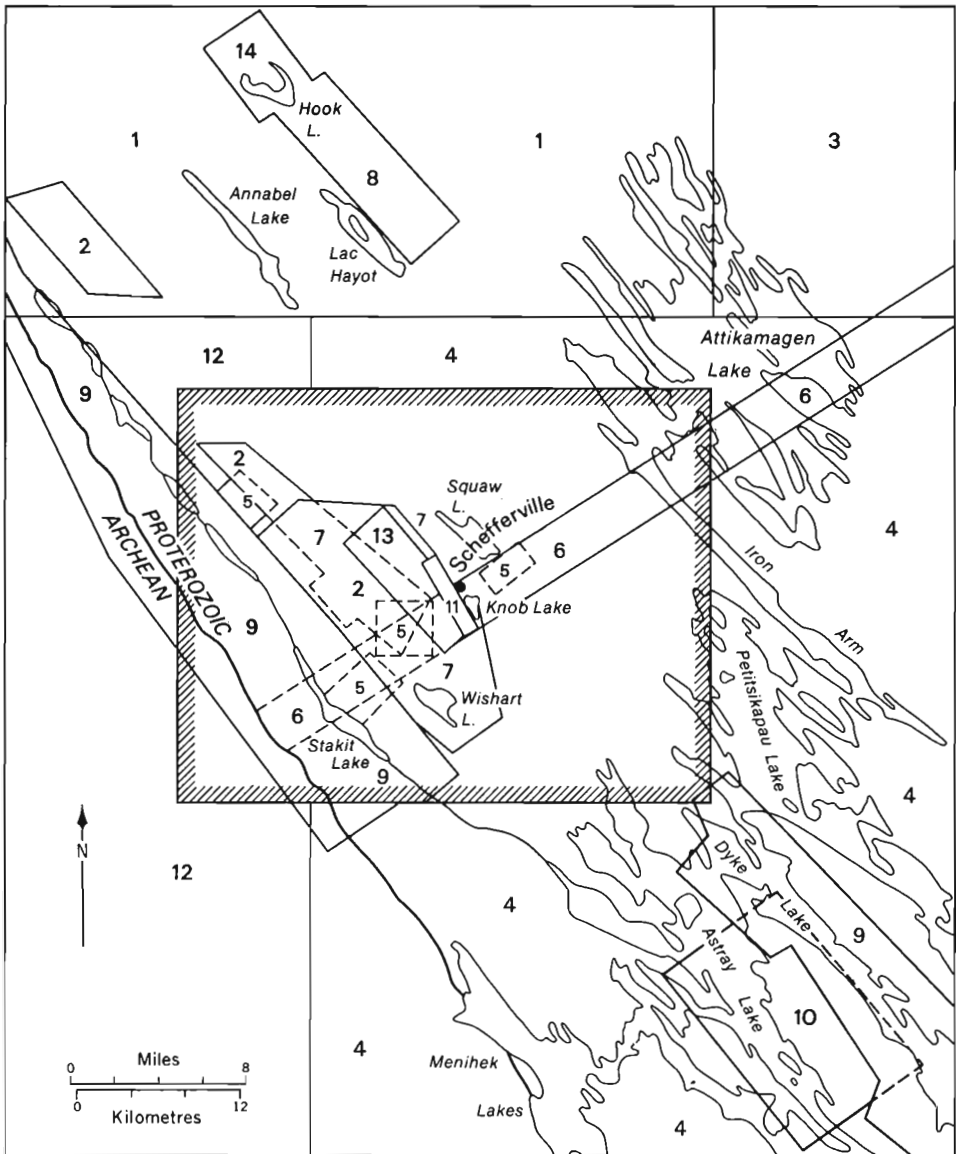 14
Hook
L.
1
1
3
8
Annabel
Lake
2
Lac
Hayot
Attikamagen
Lake
12
4
9
6
2
Squaw
L.
5
7
13
7
Schefferville
6
5
4
PROTEROZOIC
ARCHEAN
2
11
Knob Lake
Iron
Arm
9
5
7
5
Wishart
L.
Petitsikapau Lake
6
Stakit
Lake
9
4
N
12
4
Dyke
Lake
9
Astray
Lake
10
4
Miles
0
8
0
12
Kilometres
Menihek
Lakes
4